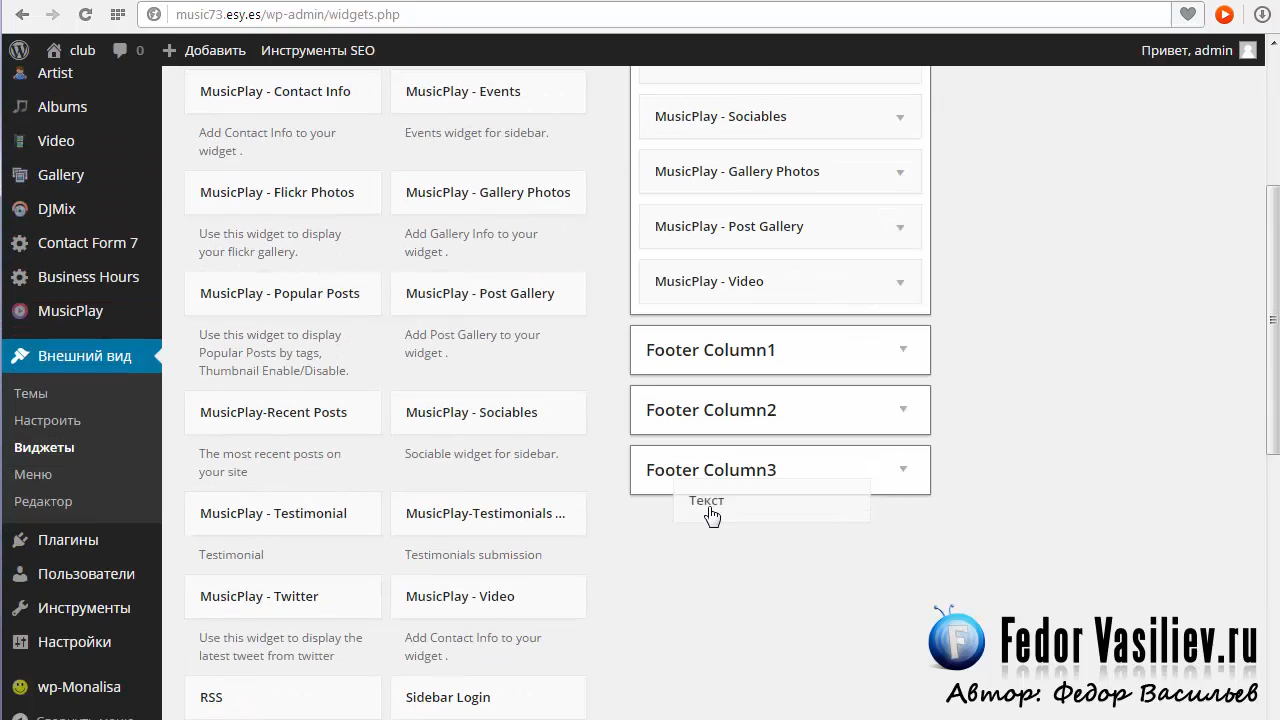 music73.esy.es/wp-admin/widgets.php
club
0
Добавить
Инструменты SEO
Привет, admin
Artist
Albums
Video
Gallery
DJMix
Contact Form 7
Business Hours
MusicPlay
Внешний вид
Темы
Настроить
Виджеты
Меню
Редактор
Плагины
Пользователи
Инструменты
Настройки
wp-Monalisa
Свернуть меню
MusicPlay - Contact Info
Add Contact Info to your
widget .
MusicPlay - Events
Events widget for sidebar.
MusicPlay - Flickr Photos
Use this widget to display
your flickr gallery.
MusicPlay - Gallery Photos
Add Gallery Info to your
widget .
MusicPlay - Popular Posts
Use this widget to display
Popular Posts by tags,
Thumbnail Enable/Disable.
MusicPlay - Post Gallery
Add Post Gallery to your
widget .
MusicPlay-Recent Posts
The most recent posts on
your site
MusicPlay - Sociables
Sociable widget for sidebar.
MusicPlay - Testimonial
Testimonial
MusicPlay-Testimonials ...
Testimonials submission
MusicPlay - Twitter
Use this widget to display the
latest tweet from twitter
MusicPlay - Video
Add Contact Info to your
widget .
RSS
Sidebar Login
MusicPlay - Sociables
MusicPlay - Gallery Photos
MusicPlay - Post Gallery
MusicPlay - Video
Footer Column1
Footer Column2
Footer Column3
Текст
Fedor Vasiliev.ru
Автор: Федор Васильев